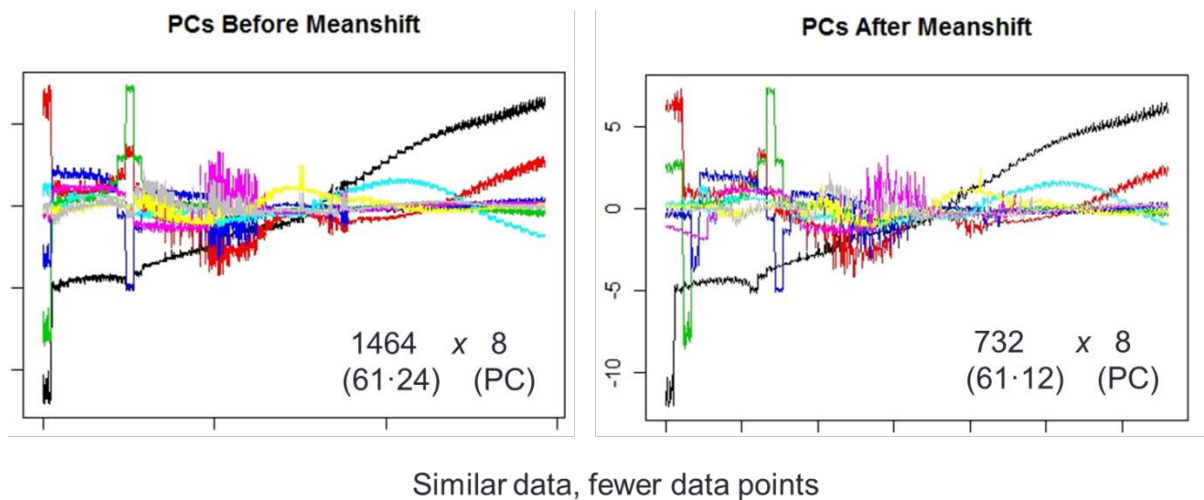 PCs Before Meanshift
1464 x 8
(61·24) (PC)
PCs After Meanshift
5
0
-5
-10
732 x 8
(61·12) (PC)
Similar data, fewer data points